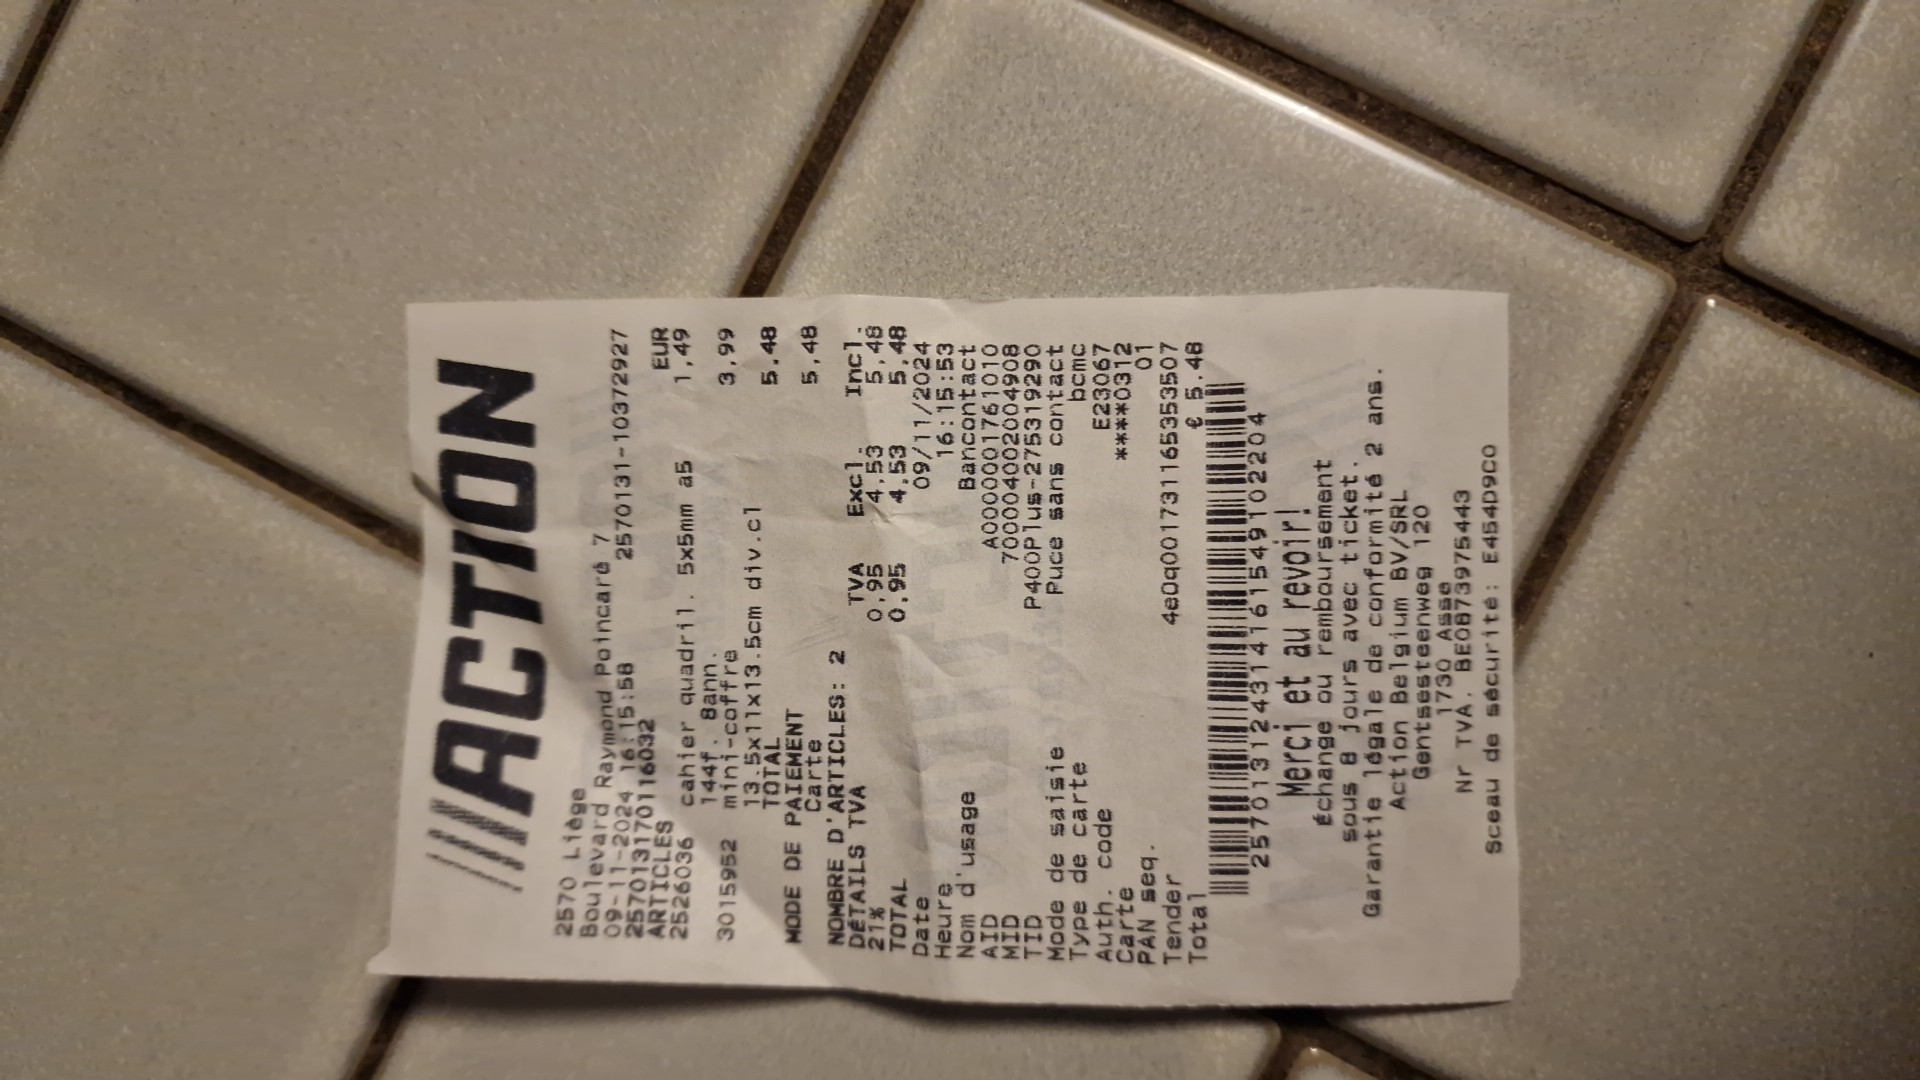 ACTION
2570 Liège
Boulevard Raymond Poincaré 7
09-11-2024 16:15:58 2570131-10372927
2570131701116032
ARTICLES EUR
2526036 cahier quadril. 5x5mm a5 1,49
144f. 8ann.
3015952 mini-coffre 3,99
13.5x11x13.5cm div.cl
TOTAL 5,48
MODE DE PAIEMENT
Carte 5,48
NOMBRE D'ARTICLES: 2
DÉTAILS TVA TVA Excl. Incl.
21% 0,95 4,53 5,48
TOTAL 0,95 4,53 5,48
Date 09/11/2024
Heure 16:15:53
Nom d'usage Bancontact
AID A0000001761010
MID 70000400200 4908
TID P400Plus-275319290
Mode de saisie Puce sans contact
Type de carte bcmc
Auth. code E23067
Carte ****0312
PAN seq. 01
Tender 4e0q001731165353507
Total € 5.48
257013124314161549102204
Merci et au revoir!
Échange ou remboursement
sous 8 jours avec ticket.
Garantie légale de conformité 2 ans.
Action Belgium BV/SRL
Gentsesteenweg 120
1730 Asse
Nr TVA. BE0873975443
Sceau de sécurité: E454D9C0